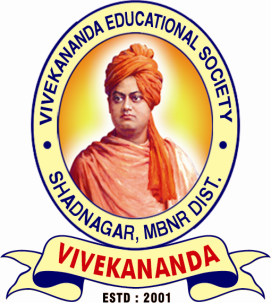 VIVEKANANDA EDUCATIONAL SOCIETY
SHADNAGAR, MBNR DIST.
VIVEKANANDA
ESTD : 2001